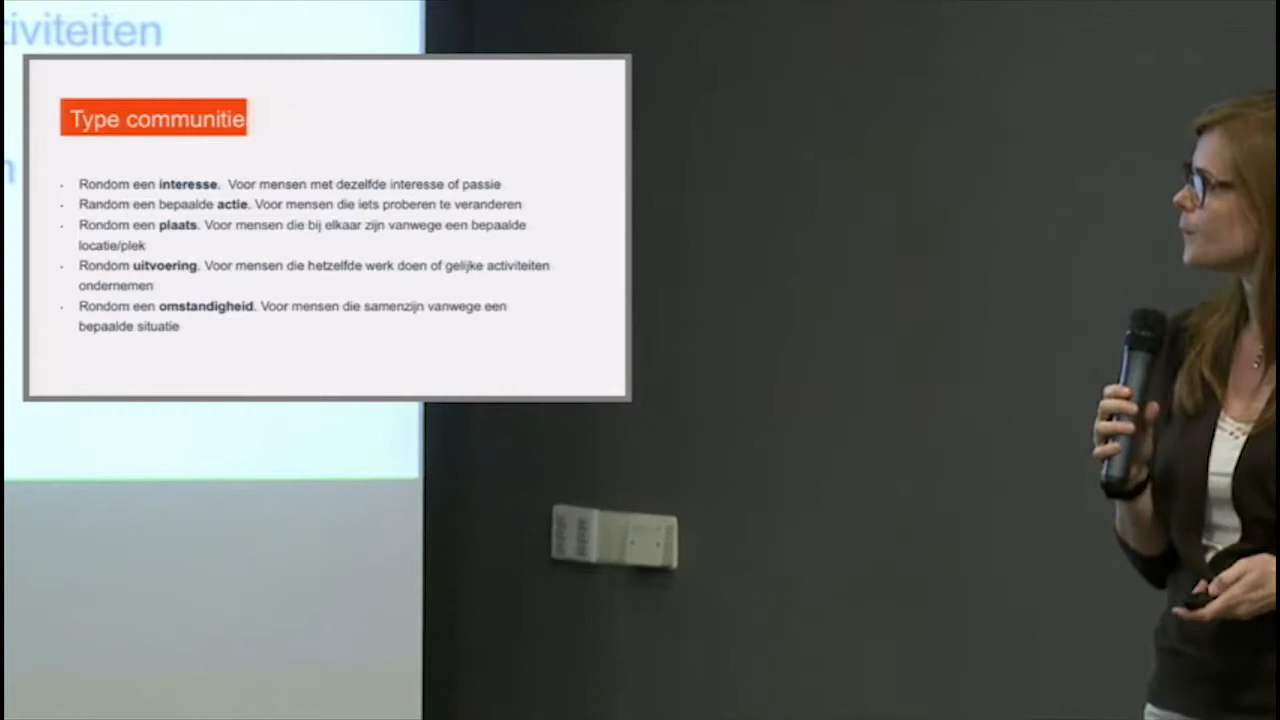 tiviteiten
Type communitie
· Rondom een interesse. Voor mensen met dezelfde interesse of passie
· Random een bepaalde actie. Voor mensen die iets proberen te veranderen
· Rondom een plaats. Voor mensen die bij elkaar zijn vanwege een bepaalde
locatie/plek
· Rondom uitvoering. Voor mensen die hetzelfde werk doen of gelijke activiteiten
ondernemen
· Rondom een omstandigheid. Voor mensen die samenzijn vanwege een
bepaalde situatie